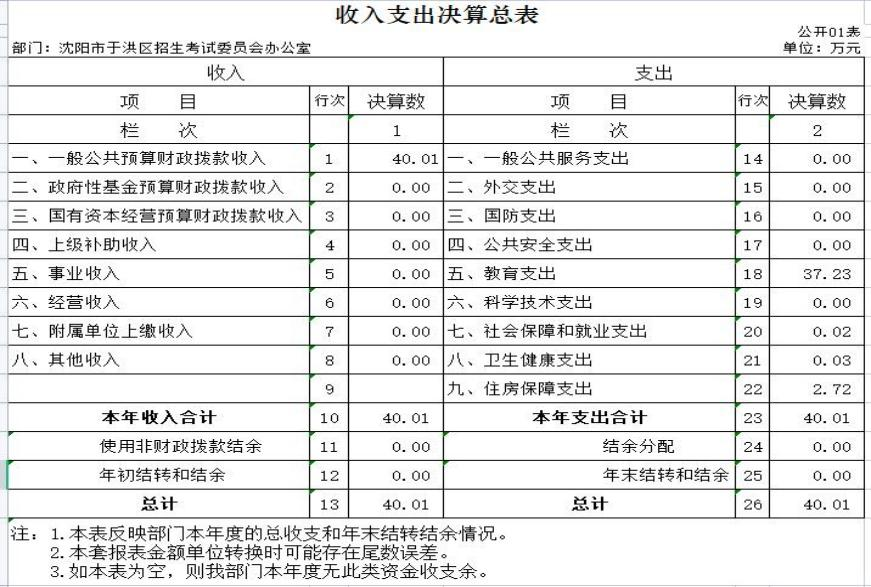 收入支出决算总表
公开01表
部门：沈阳市于洪区招生考试委员会办公室 单位：万元
收入 支出
项 目 行次 决算数 项 目 行次 决算数
栏 次 1 栏 次 2
一、一般公共预算财政拨款收入 1 40.01 一、一般公共服务支出 14 0.00
二、政府性基金预算财政拨款收入 2 0.00 二、外交支出 15 0.00
三、国有资本经营预算财政拨款收入 3 0.00 三、国防支出 16 0.00
四、上级补助收入 4 0.00 四、公共安全支出 17 0.00
五、事业收入 5 0.00 五、教育支出 18 37.23
六、经营收入 6 0.00 六、科学技术支出 19 0.00
七、附属单位上缴收入 7 0.00 七、社会保障和就业支出 20 0.02
八、其他收入 8 0.00 八、卫生健康支出 21 0.03
9 九、住房保障支出 22 2.72
本年收入合计 10 40.01 本年支出合计 23 40.01
使用非财政拨款结余 11 0.00 结余分配 24 0.00
年初结转和结余 12 0.00 年末结转和结余 25 0.00
总计 13 40.01 总计 26 40.01
注：1.本表反映部门本年度的总收支和年末结转结余情况。
2.本套报表金额单位转换时可能存在尾数误差。
3.如本表为空，则我部门本年度无此类资金收支余。